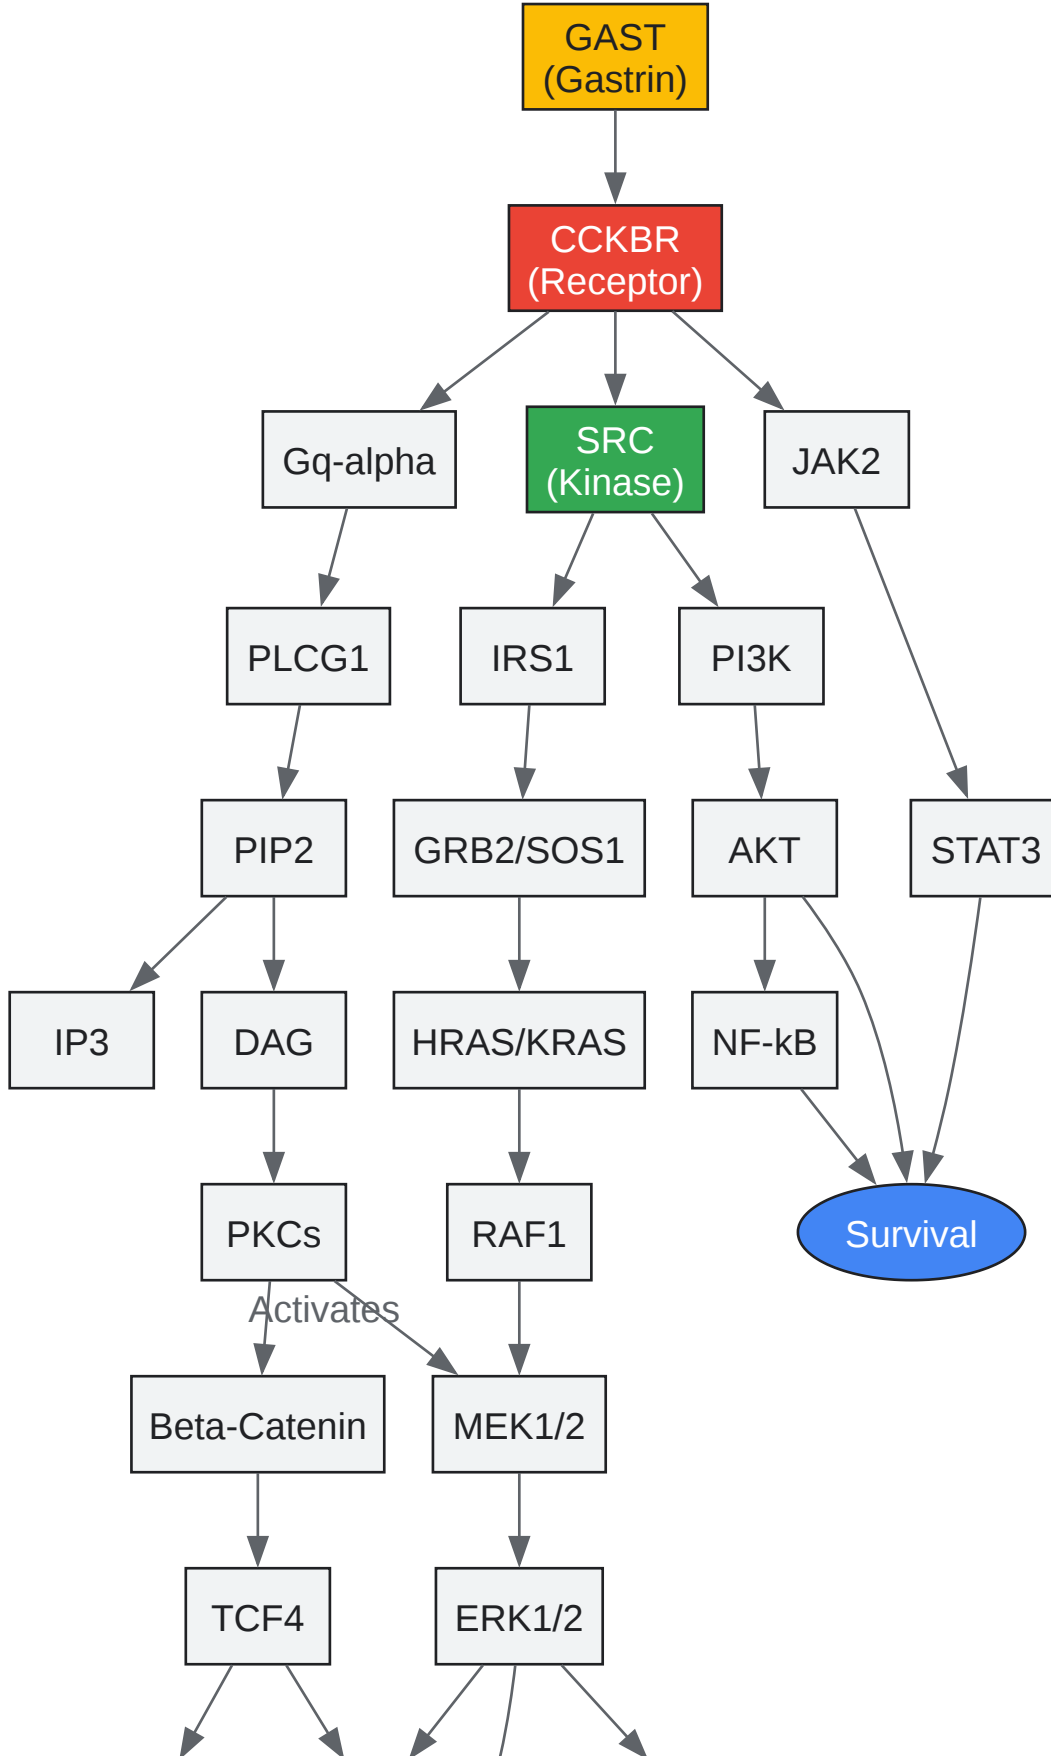 GAST
(Gastrin)
CCKBR
(Receptor)
Gq-alpha
SRC
(Kinase)
JAK2
PLCG1
IRS1
PI3K
PIP2
GRB2/SOS1
AKT
STAT3
IP3
DAG
HRAS/KRAS
NF-kB
PKCs
RAF1
Survival
Activates
Beta-Catenin
MEK1/2
TCF4
ERK1/2